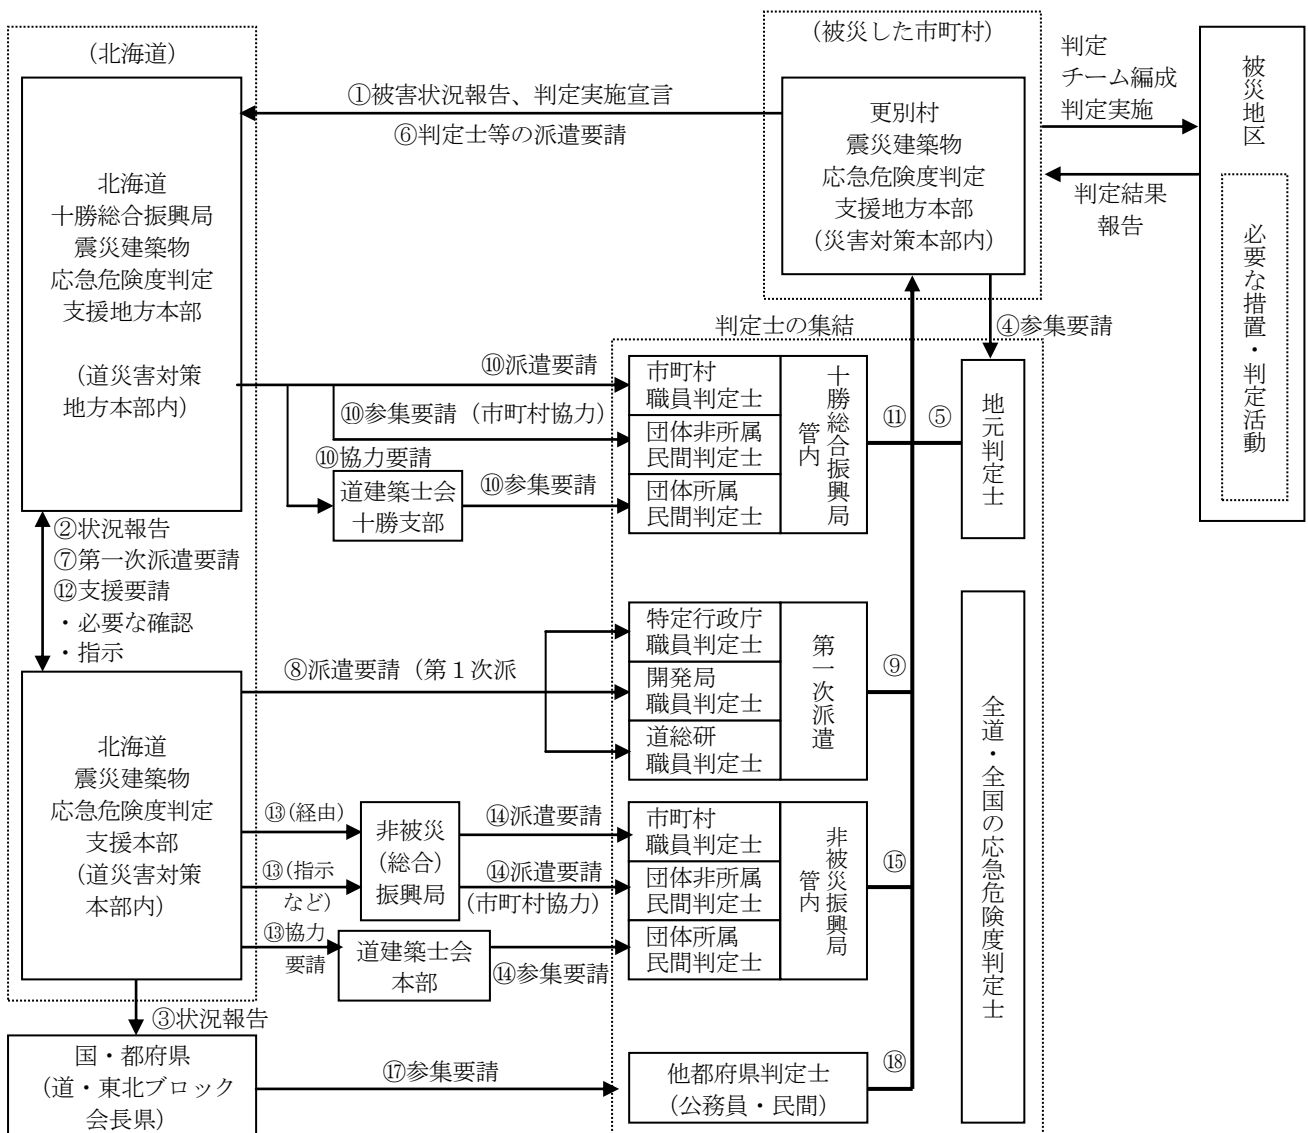 (北海道)
北海道
十勝総合振興局
震災建築物
応急危険度判定
支援地方本部
(道災害対策
地方本部内)
①被害状況報告、判定実施宣言
⑥判定士等の派遣要請
(被災した市町村)
更別村
震災建築物
応急危険度判定
支援地方本部
(災害対策本部内)
判定
チーム編成
判定実施
判定結果
報告
被災地区
必要な措置・判定活動
④参集要請
判定士の集結
⑩派遣要請
⑩参集要請(市町村協力)
⑩協力要請
道建築士会
十勝支部
⑩参集要請
市町村
職員判定士
団体非所属
民間判定士
団体所属
民間判定士
十勝総合振興局
管内
⑪
⑤
地元判定士
②状況報告
⑦第一次派遣要請
⑫支援要請
・必要な確認
・指示
⑧派遣要請(第1次派
特定行政庁
職員判定士
開発局
職員判定士
道総研
職員判定士
第一次派遣
⑨
全道・全国の応急危険度判定士
北海道
震災建築物
応急危険度判定
支援本部
(道災害対策
本部内)
⑬(経由)
⑬(指示
など)
⑬協力
要請
非被災
(総合)
振興局
道建築士会
本部
⑭派遣要請
⑭派遣要請
(市町村協力)
⑭参集要請
市町村
職員判定士
団体非所属
民間判定士
団体所属
民間判定士
非被災振興局
管内
⑮
③状況報告
国・都府県
(道・東北ブロック
会長県)
⑰参集要請
他都府県判定士
(公務員・民間)
⑱